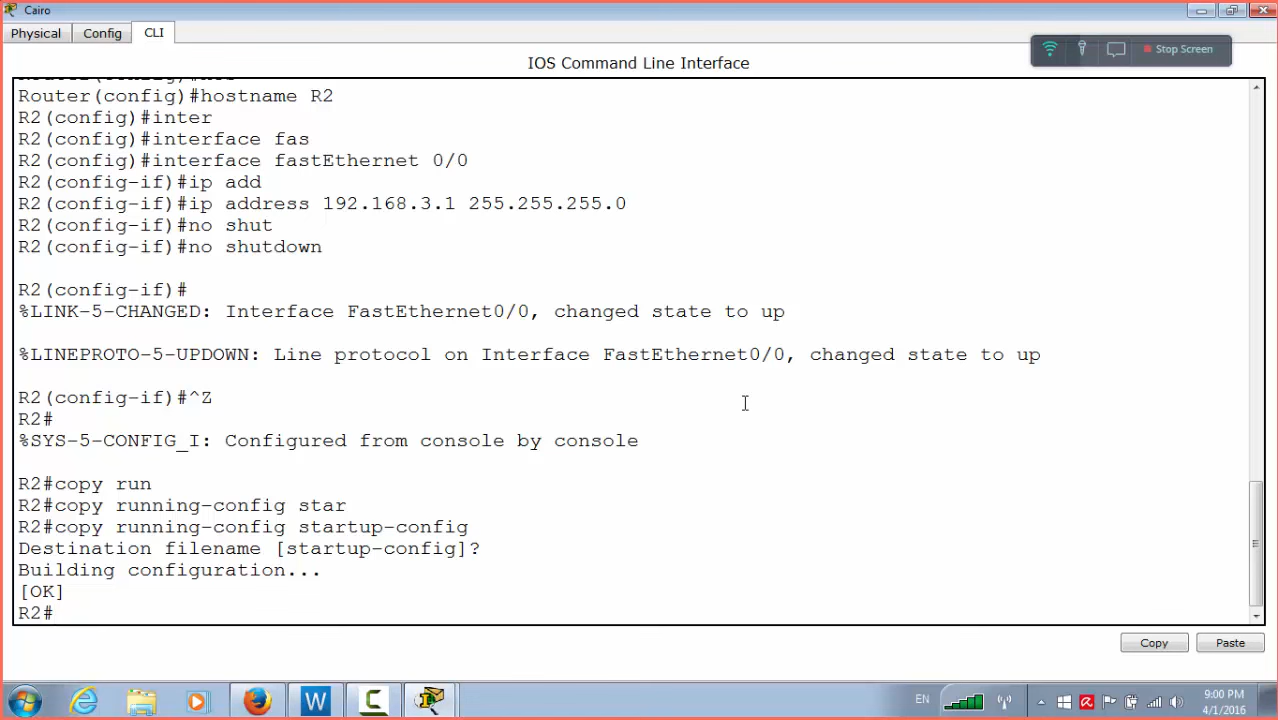 Cairo
Physical Config CLI
Stop Screen
IOS Command Line Interface
Router(config)#hostname R2
R2(config)#inter
R2(config)#interface fas
R2(config)#interface fastEthernet 0/0
R2(config-if)#ip add
R2(config-if)#ip address 192.168.3.1 255.255.255.0
R2(config-if)#no shut
R2(config-if)#no shutdown
R2(config-if)#
%LINK-5-CHANGED: Interface FastEthernet0/0, changed state to up
%LINEPROTO-5-UPDOWN: Line protocol on Interface FastEthernet0/0, changed state to up
R2(config-if)#^Z
R2#
%SYS-5-CONFIG_I: Configured from console by console
R2#copy run
R2#copy running-config star
R2#copy running-config startup-config
Destination filename [startup-config]?
Building configuration...
[OK]
R2#
Copy Paste
EN 9:00 PM
4/1/2016